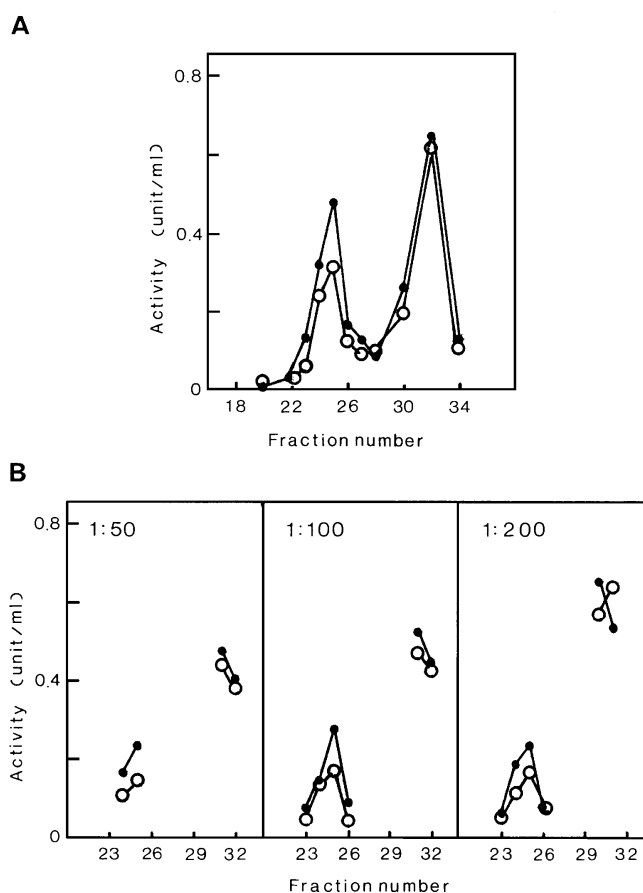 A
0.8
0.4
0
Activity (unit/ml)
18 22 26 30 34
Fraction number
B
1:50 1:100 1:200
0.8
0.4
0
Activity (unit/ml)
23 26 29 32 23 26 29 32 23 26 29 32
Fraction number